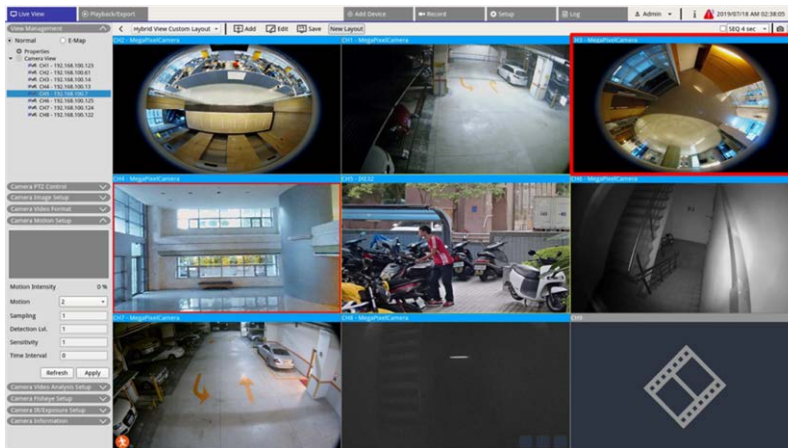 Live View
Playback/Export
Add Device
Record
Setup
Log
Admin
2019/07/18 AM 02:38:05
View Management
Hybrid View Custom Layout
Add
Edit
Save
New Layout
SEQ 4 sec
Normal
E-Map
Properties
Camera View
CH1 - 192.168.100.123
CH2 - 192.168.100.61
CH3 - 192.168.100.14
CH4 - 192.168.100.13
CH5 - 192.168.100.7
CH6 - 192.168.100.125
CH7 - 192.168.100.124
CH8 - 192.168.100.122
CH2 - MegaPixelCamera
CH1 - MegaPixelCamera
CH3 - MegaPixelCamera
CH4 - MegaPixelCamera
CH6 - MegaPixelCamera
Camera PTZ Control
Camera Image Setup
Camera Video Format
Camera Motion Setup
Motion Intensity 0 %
Motion 2
Sampling 1
Detection Lvl. 1
Sensitivity 1
Time Interval 0
Refresh Apply
CH7 - MegaPixelCamera
CH8 - MegaPixelCamera
CH9
Camera Video Analysis Setup
Camera Fisheye Setup
Camera IR/Exposure Setup
Camera Information